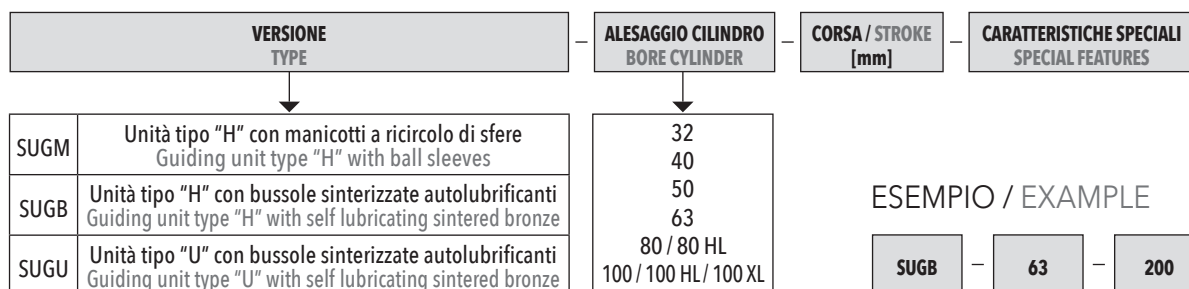 VERSIONE
TYPE
–
ALESAGGIO CILINDRO
BORE CYLINDER
–
CORSA / STROKE
[mm]
–
CARATTERISTICHE SPECIALI
SPECIAL FEATURES
SUGM
Unità tipo “H” con manicotti a ricircolo di sfere
Guiding unit type “H” with ball sleeves
SUGB
Unità tipo “H” con bussole sinterizzate autolubrificanti
Guiding unit type “H” with self lubricating sintered bronze
SUGU
Unità tipo “U” con bussole sinterizzate autolubrificanti
Guiding unit type “U” with self lubricating sintered bronze
32
40
50
63
80 / 80 HL
100 / 100 HL / 100 XL
ESEMPIO / EXAMPLE
SUGB – 63 – 200